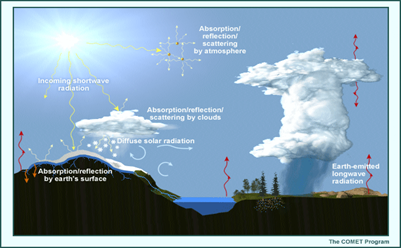 Absorption/
reflection/
scattering
by atmosphere
Incoming shortwave
radiation
Absorption/reflection/
scattering by clouds
Diffuse solar radiation
Absorption/reflection
by earth's surface
Earth-emitted
longwave
radiation
The COMET Program